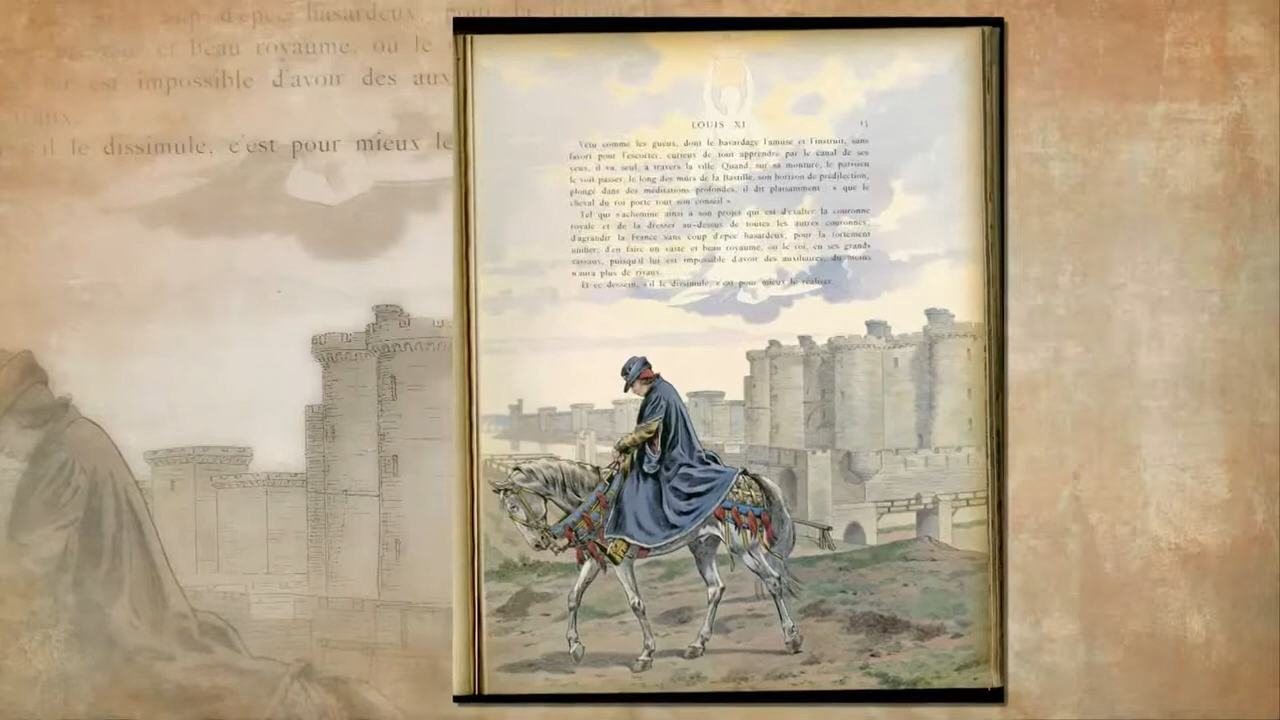 d'épée hasardeux, pour la
et beau royaume, ou le
est impossible d'avoir des aux
il le dissimule, c'est pour mieux le
LOUIS XI
Vêtu comme les gueux, dont le bavardage l'amuse et l'instruit, sans
favori pour l'escorter, curieux de tout apprendre par le canal de ses
yeux, il va, seul, à travers la ville. Quand, sur sa monture, le parisien
le voit passer, le long des murs de la Bastille, son horizon de prédilection,
plongé dans des méditations profondes, il dit plaisamment : « que le
cheval du roi porte tout son conseil »
Tel qui s'achemine ainsi à son projet qui est d'exalter la couronne
royale et de la dresser au-dessus de toutes les autres couronnes,
d'agrandir la France sans coup d'épée hasardeux, pour la fortement
unifier, d'en faire un vaste et beau royaume, ou le roi, en ses grands
vassaux, puisqu'il lui est impossible d'avoir des auxiliaires, du moins
n'aura plus de rivaux.
Et ce dessein, s'il le dissimule, c'est pour mieux le réaliser.